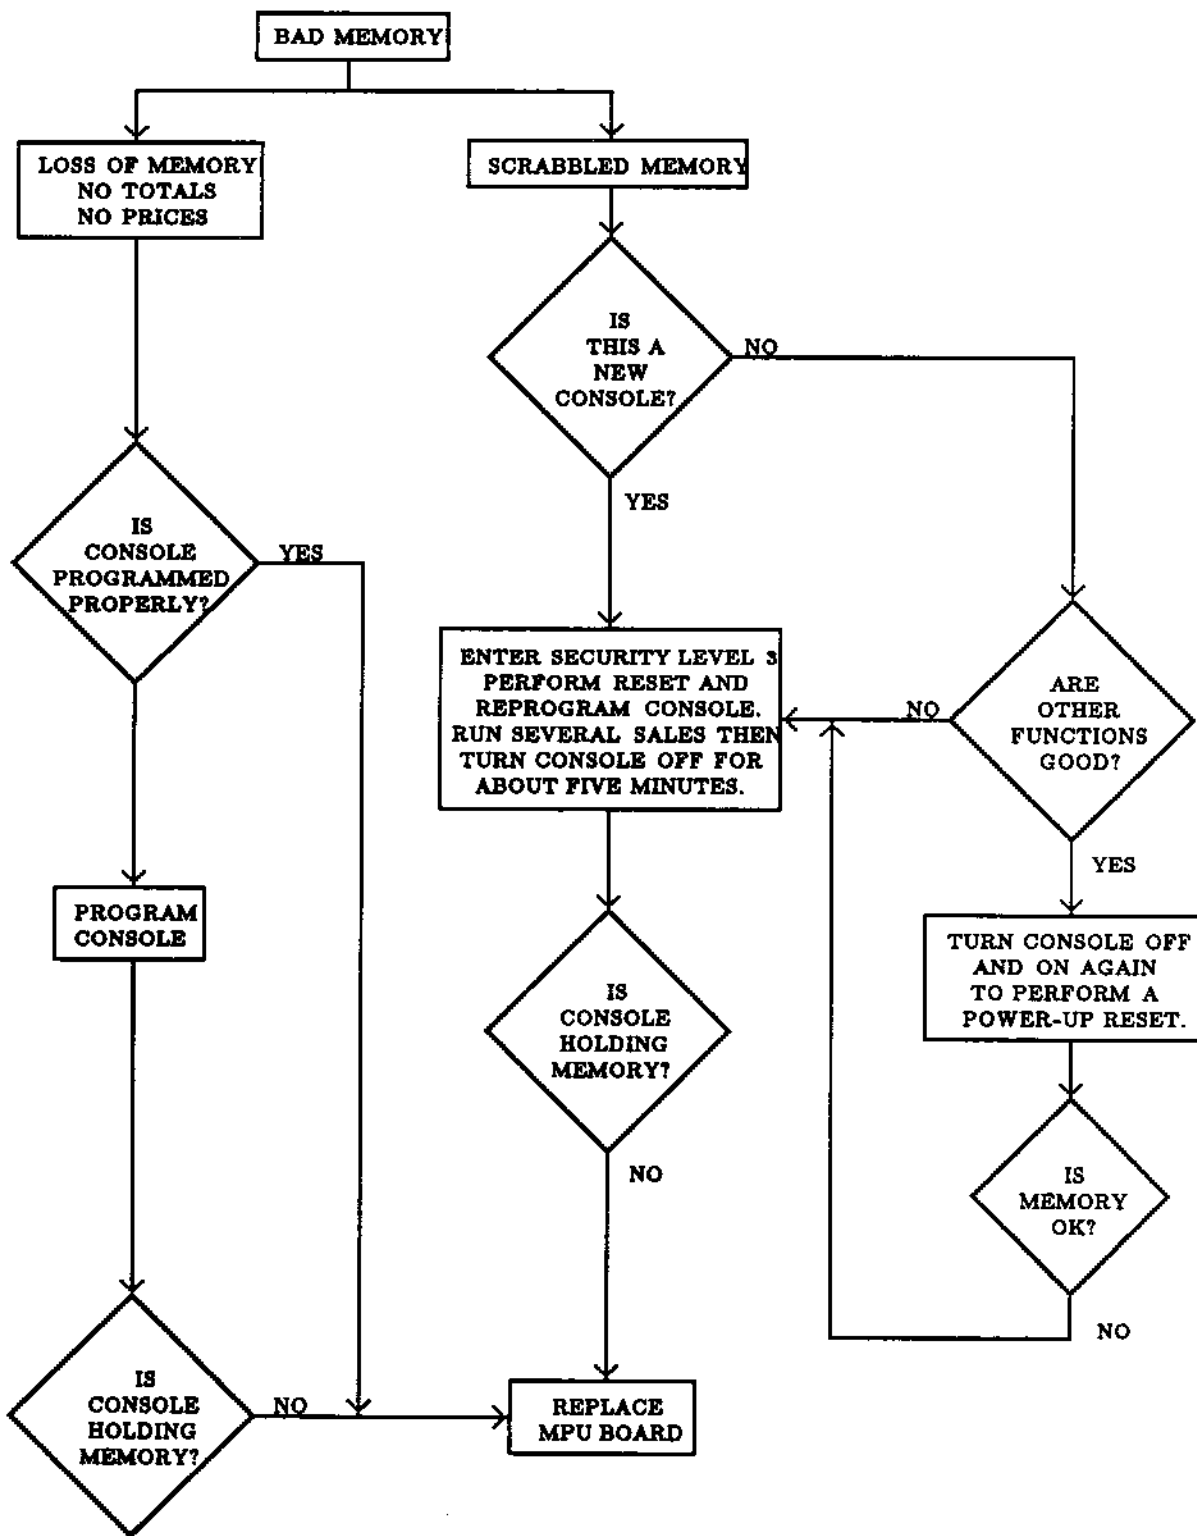 BAD MEMORY
LOSS OF MEMORY
NO TOTALS
NO PRICES
SCRABBLED MEMORY
IS
THIS A
NEW
CONSOLE?
NO
YES
IS
CONSOLE
PROGRAMMED
PROPERLY?
YES
ENTER SECURITY LEVEL 3
PERFORM RESET AND
REPROGRAM CONSOLE.
RUN SEVERAL SALES THEN
TURN CONSOLE OFF FOR
ABOUT FIVE MINUTES.
NO
ARE
OTHER
FUNCTIONS
GOOD?
YES
PROGRAM
CONSOLE
TURN CONSOLE OFF
AND ON AGAIN
TO PERFORM A
POWER-UP RESET.
IS
CONSOLE
HOLDING
MEMORY?
NO
IS
MEMORY
OK?
NO
IS
CONSOLE
HOLDING
MEMORY?
NO
REPLACE
MPU BOARD